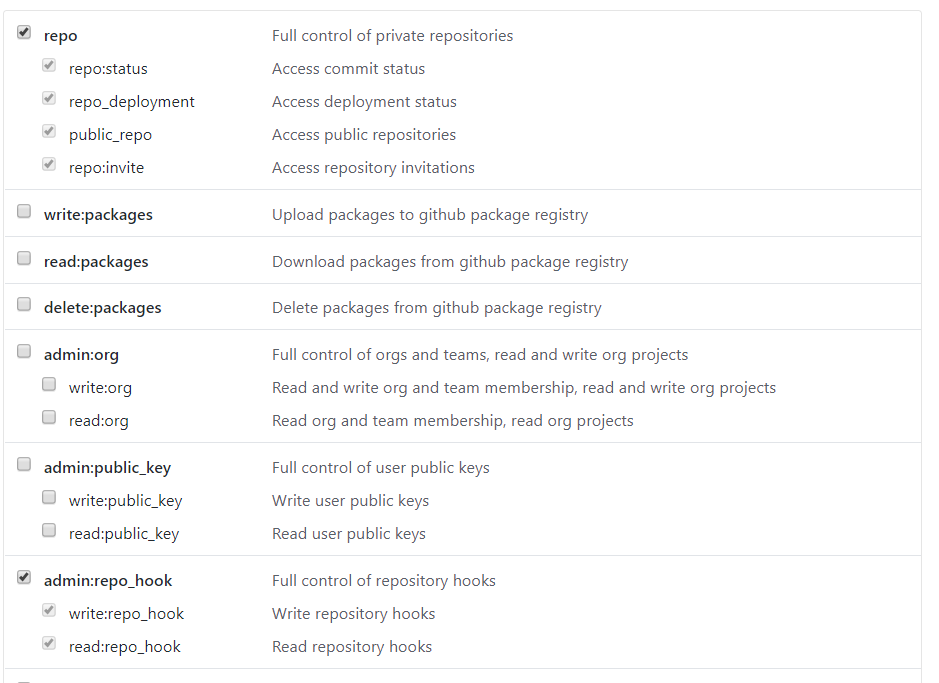 repo Full control of private repositories
repo:status Access commit status
repo_deployment Access deployment status
public_repo Access public repositories
repo:invite Access repository invitations
write:packages Upload packages to github package registry
read:packages Download packages from github package registry
delete:packages Delete packages from github package registry
admin:org Full control of orgs and teams, read and write org projects
write:org Read and write org and team membership, read and write org projects
read:org Read org and team membership, read org projects
admin:public_key Full control of user public keys
write:public_key Write user public keys
read:public_key Read user public keys
admin:repo_hook Full control of repository hooks
write:repo_hook Write repository hooks
read:repo_hook Read repository hooks